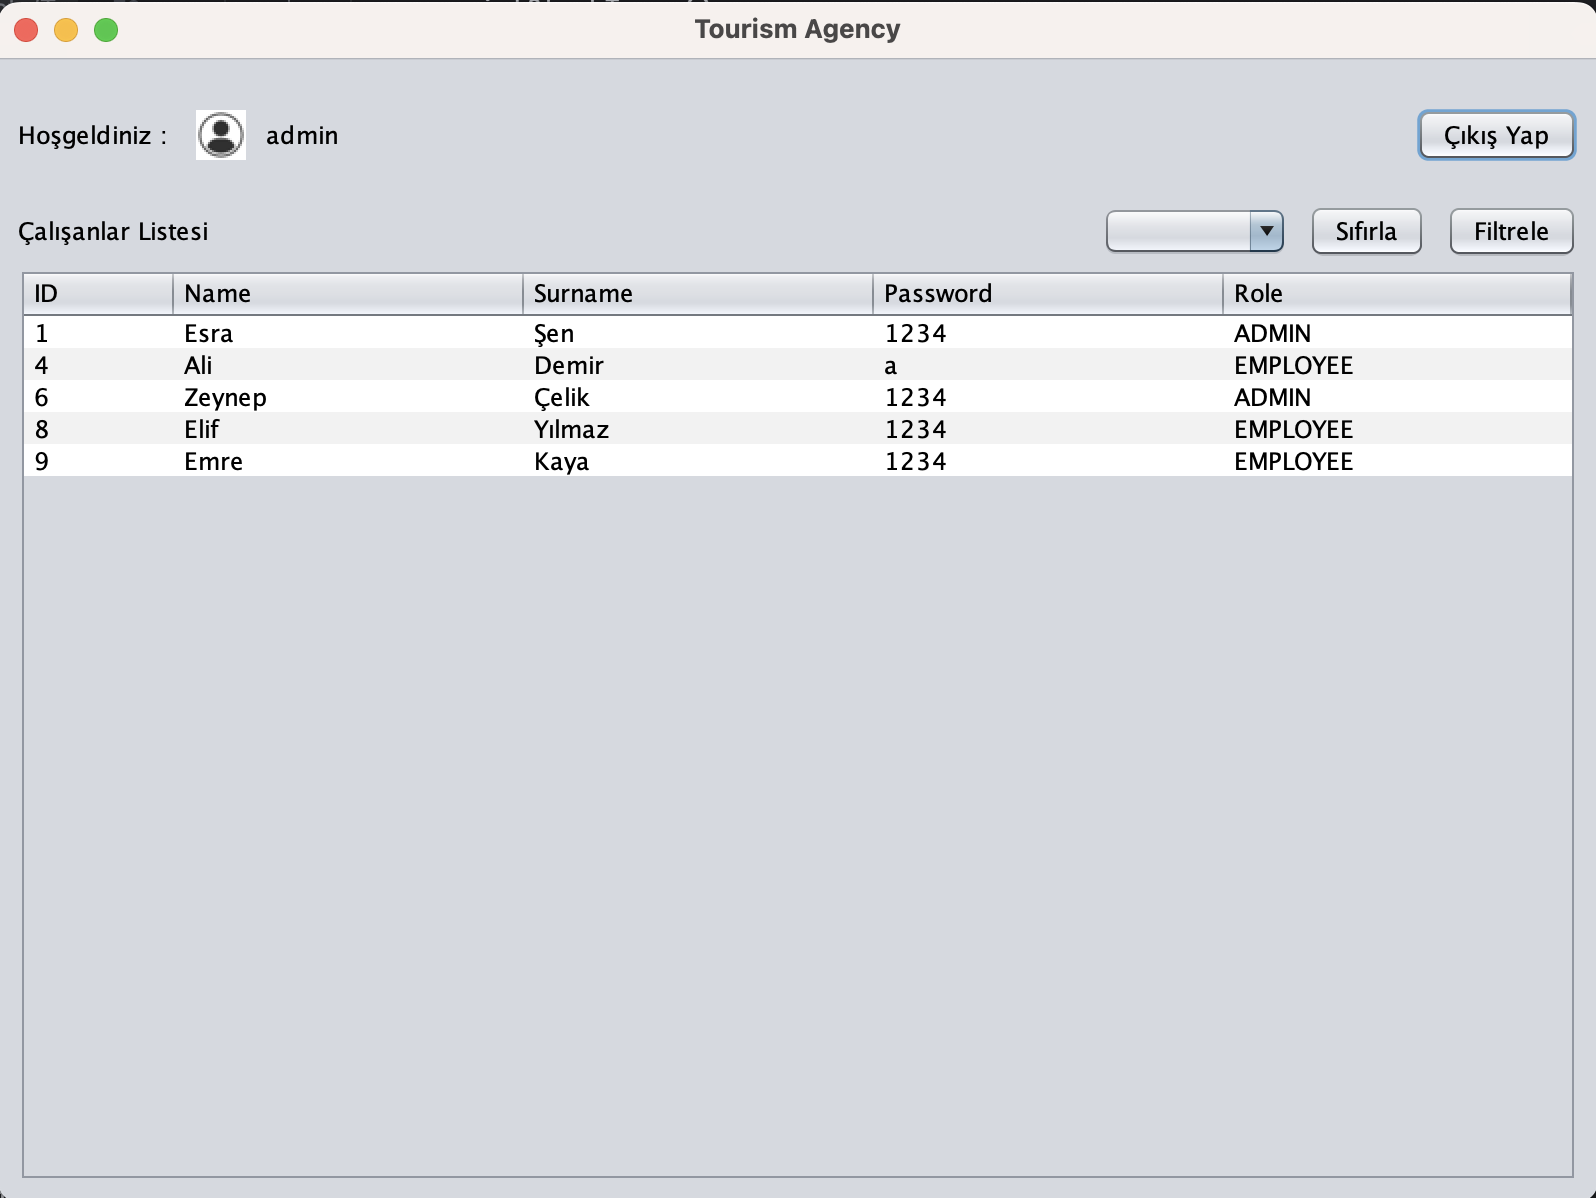 Tourism Agency
Hoşgeldiniz : admin Çıkış Yap
Çalışanlar Listesi Sıfırla Filtrele
ID Name Surname Password Role
1 Esra Şen 1234 ADMIN
4 Ali Demir a EMPLOYEE
6 Zeynep Çelik 1234 ADMIN
8 Elif Yılmaz 1234 EMPLOYEE
9 Emre Kaya 1234 EMPLOYEE